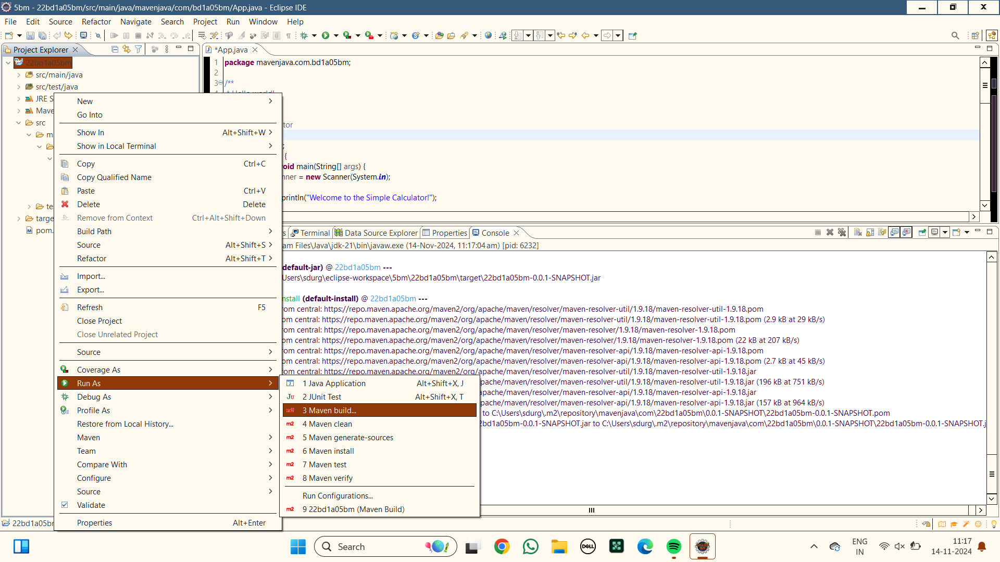 5bm - 22bd1a05bm/src/main/java/mavenjava/com/bd1a05bm/App.java - Eclipse IDE
File Edit Source Refactor Navigate Search Project Run Window Help
Project Explorer
*App.java
22bd1a05bm
src/main/java
src/test/java
JRE S
Mave
src
m
te
targe
pom.
1 package mavenjava.com.bd1a05bm;
2
3 /**
4 * Hello world!
tor
;
{
oid main(String[] args) {
nner = new Scanner(System.in);
println("Welcome to the Simple Calculator!");
New
Go Into
Show In Alt+Shift+W
Show in Local Terminal
Copy Ctrl+C
Copy Qualified Name
Paste Ctrl+V
Delete Delete
Remove from Context Ctrl+Alt+Shift+Down
Build Path
Source Alt+Shift+S
Refactor Alt+Shift+T
Import...
Export...
Refresh F5
Close Project
Close Unrelated Project
Source
Coverage As
Run As
Debug As
Profile As
Restore from Local History...
Maven
Team
Compare With
Configure
Source
Validate
Properties Alt+Enter
1 Java Application Alt+Shift+X, J
2 JUnit Test Alt+Shift+X, T
3 Maven build...
4 Maven clean
5 Maven generate-sources
6 Maven install
7 Maven test
8 Maven verify
Run Configurations...
9 22bd1a05bm (Maven Build)
s Terminal Data Source Explorer Properties Console
am Files\Java\jdk-21\bin\javaw.exe (14-Nov-2024, 11:17:04 am) [pid: 6232]
default-jar) @ 22bd1a05bm ---
Users\sdurg\eclipse-workspace\5bm\22bd1a05bm\target\22bd1a05bm-0.0.1-SNAPSHOT.jar
nstall (default-install) @ 22bd1a05bm ---
om central: https://repo.maven.apache.org/maven2/org/apache/maven/resolver/maven-resolver-util/1.9.18/maven-resolver-util-1.9.18.pom
om central: https://repo.maven.apache.org/maven2/org/apache/maven/resolver/maven-resolver-util/1.9.18/maven-resolver-util-1.9.18.pom (2.9 kB at 29 kB/s)
om central: https://repo.maven.apache.org/maven2/org/apache/maven/resolver/maven-resolver/1.9.18/maven-resolver-1.9.18.pom
om central: https://repo.maven.apache.org/maven2/org/apache/maven/resolver/maven-resolver/1.9.18/maven-resolver-1.9.18.pom (22 kB at 207 kB/s)
om central: https://repo.maven.apache.org/maven2/org/apache/maven/resolver/maven-resolver-api/1.9.18/maven-resolver-api-1.9.18.pom
om central: https://repo.maven.apache.org/maven2/org/apache/maven/resolver/maven-resolver-api/1.9.18/maven-resolver-api-1.9.18.pom (2.7 kB at 45 kB/s)
om central: https://repo.maven.apache.org/maven2/org/apache/maven/resolver/maven-resolver-util/1.9.18/maven-resolver-util-1.9.18.jar
en/resolver/maven-resolver-util/1.9.18/maven-resolver-util-1.9.18.jar (196 kB at 751 kB/s)
en/resolver/maven-resolver-api/1.9.18/maven-resolver-api-1.9.18.jar
en/resolver/maven-resolver-api/1.9.18/maven-resolver-api-1.9.18.jar (157 kB at 964 kB/s)
to C:\Users\sdurg\.m2\repository\mavenjava\com\22bd1a05bm\0.0.1-SNAPSHOT\22bd1a05bm-0.0.1-SNAPSHOT.pom
2bd1a05bm-0.0.1-SNAPSHOT.jar to C:\Users\sdurg\.m2\repository\mavenjava\com\22bd1a05bm\0.0.1-SNAPSHOT\22bd1a05bm-0.0.1-SNAPSHOT.j
22bd1a05br
Search
DELL
ENG
IN
11:17
14-11-2024